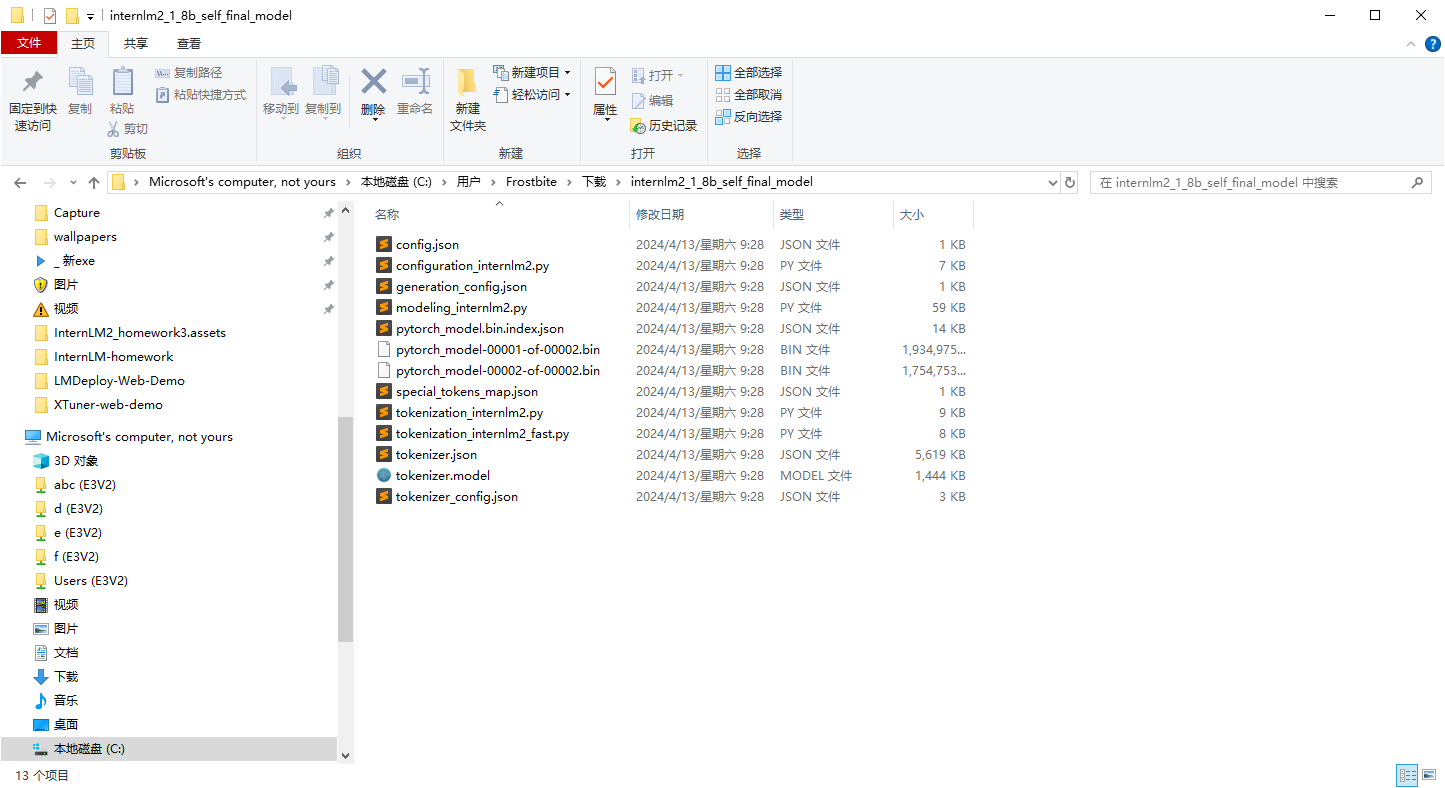 internlm2_1_8b_self_final_model
文件 主页 共享 查看
固定到快速访问
复制
粘贴
复制路径
粘贴快捷方式
剪切
剪贴板
移动到
复制到
删除
重命名
组织
新建文件夹
新建项目
轻松访问
新建
属性
打开
编辑
历史记录
打开
全部选择
全部取消
反向选择
选择
Microsoft's computer, not yours > 本地磁盘 (C:) > 用户 > Frostbite > 下载 > internlm2_1_8b_self_final_model
在 internlm2_1_8b_self_final_model 中搜索
Capture
wallpapers
_ 新exe
图片
视频
InternLM2_homework3.assets
InternLM-homework
LMDeploy-Web-Demo
XTuner-web-demo
Microsoft's computer, not yours
3D 对象
abc (E3V2)
d (E3V2)
e (E3V2)
f (E3V2)
Users (E3V2)
视频
图片
文档
下载
音乐
桌面
本地磁盘 (C:)
名称 修改日期 类型 大小
config.json 2024/4/13/星期六 9:28 JSON 文件 1 KB
configuration_internlm2.py 2024/4/13/星期六 9:28 PY 文件 7 KB
generation_config.json 2024/4/13/星期六 9:28 JSON 文件 1 KB
modeling_internlm2.py 2024/4/13/星期六 9:28 PY 文件 59 KB
pytorch_model.bin.index.json 2024/4/13/星期六 9:28 JSON 文件 14 KB
pytorch_model-00001-of-00002.bin 2024/4/13/星期六 9:28 BIN 文件 1,934,975...
pytorch_model-00002-of-00002.bin 2024/4/13/星期六 9:28 BIN 文件 1,754,753...
special_tokens_map.json 2024/4/13/星期六 9:28 JSON 文件 1 KB
tokenization_internlm2.py 2024/4/13/星期六 9:28 PY 文件 9 KB
tokenization_internlm2_fast.py 2024/4/13/星期六 9:28 PY 文件 8 KB
tokenizer.json 2024/4/13/星期六 9:28 JSON 文件 5,619 KB
tokenizer.model 2024/4/13/星期六 9:28 MODEL 文件 1,444 KB
tokenizer_config.json 2024/4/13/星期六 9:28 JSON 文件 3 KB
13 个项目